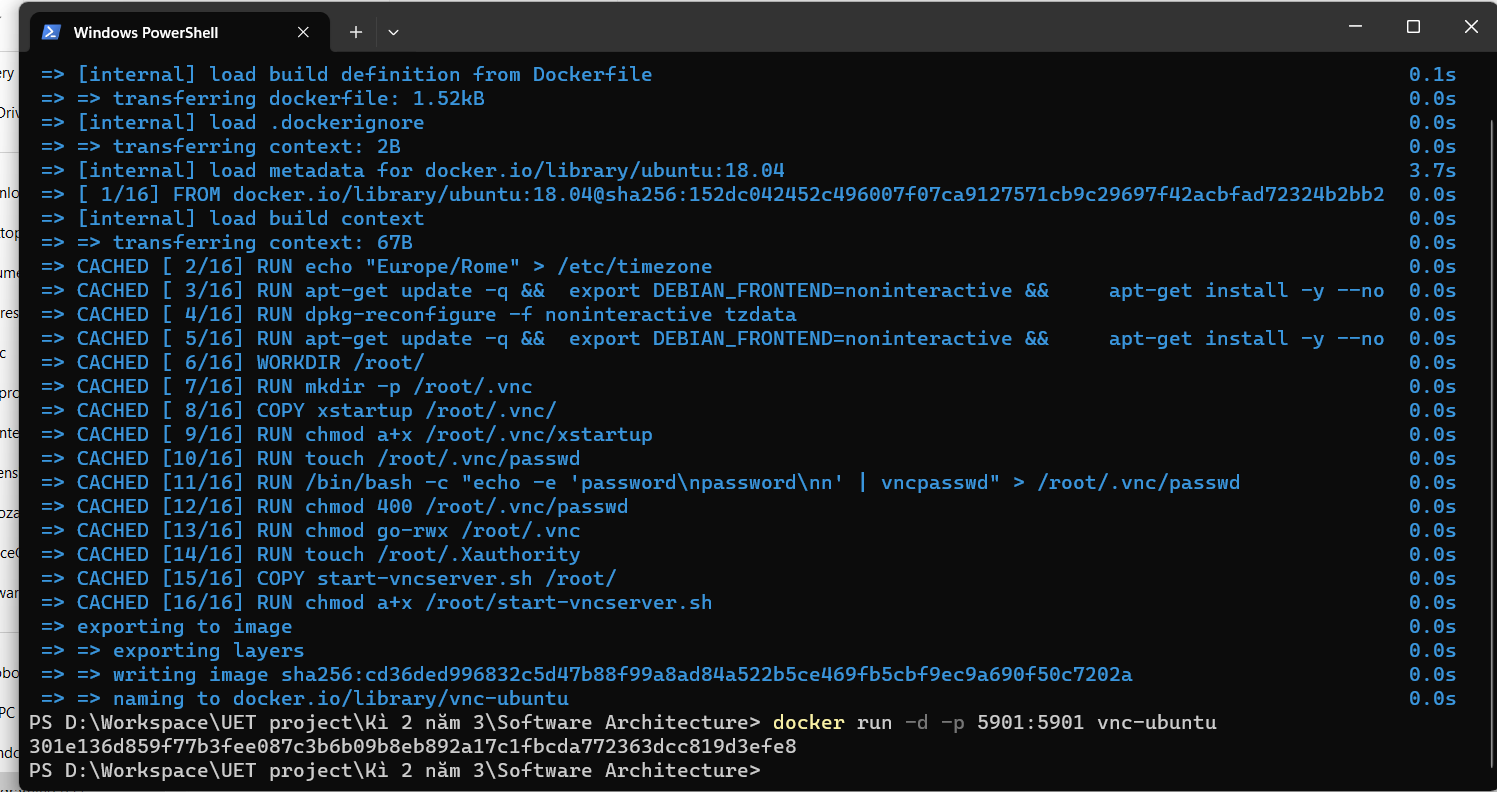 Windows PowerShell
=> [internal] load build definition from Dockerfile 0.1s
=> => transferring dockerfile: 1.52kB 0.0s
=> [internal] load .dockerignore 0.0s
=> => transferring context: 2B 0.0s
=> [internal] load metadata for docker.io/library/ubuntu:18.04 3.7s
=> [ 1/16] FROM docker.io/library/ubuntu:18.04@sha256:152dc042452c496007f07ca9127571cb9c29697f42acbfad72324b2bb2 0.0s
=> [internal] load build context 0.0s
=> => transferring context: 67B 0.0s
=> CACHED [ 2/16] RUN echo "Europe/Rome" > /etc/timezone 0.0s
=> CACHED [ 3/16] RUN apt-get update -q &&  export DEBIAN_FRONTEND=noninteractive &&     apt-get install -y --no 0.0s
=> CACHED [ 4/16] RUN dpkg-reconfigure -f noninteractive tzdata 0.0s
=> CACHED [ 5/16] RUN apt-get update -q &&  export DEBIAN_FRONTEND=noninteractive &&     apt-get install -y --no 0.0s
=> CACHED [ 6/16] WORKDIR /root/ 0.0s
=> CACHED [ 7/16] RUN mkdir -p /root/.vnc 0.0s
=> CACHED [ 8/16] COPY xstartup /root/.vnc/ 0.0s
=> CACHED [ 9/16] RUN chmod a+x /root/.vnc/xstartup 0.0s
=> CACHED [10/16] RUN touch /root/.vnc/passwd 0.0s
=> CACHED [11/16] RUN /bin/bash -c "echo -e 'password\npassword\nn' | vncpasswd" > /root/.vnc/passwd 0.0s
=> CACHED [12/16] RUN chmod 400 /root/.vnc/passwd 0.0s
=> CACHED [13/16] RUN chmod go-rwx /root/.vnc 0.0s
=> CACHED [14/16] RUN touch /root/.Xauthority 0.0s
=> CACHED [15/16] COPY start-vncserver.sh /root/ 0.0s
=> CACHED [16/16] RUN chmod a+x /root/start-vncserver.sh 0.0s
=> exporting to image 0.0s
=> => exporting layers 0.0s
=> => writing image sha256:cd36ded996832c5d47b88f99a8ad84a522b5ce469fb5cbf9ec9a690f50c7202a 0.0s
=> => naming to docker.io/library/vnc-ubuntu 0.0s
PS D:\Workspace\UET project\Kì 2 năm 3\Software Architecture> docker run -d -p 5901:5901 vnc-ubuntu
301e136d859f77b3fee087c3b6b09b8eb892a17c1fbcda772363dcc819d3efe8
PS D:\Workspace\UET project\Kì 2 năm 3\Software Architecture>